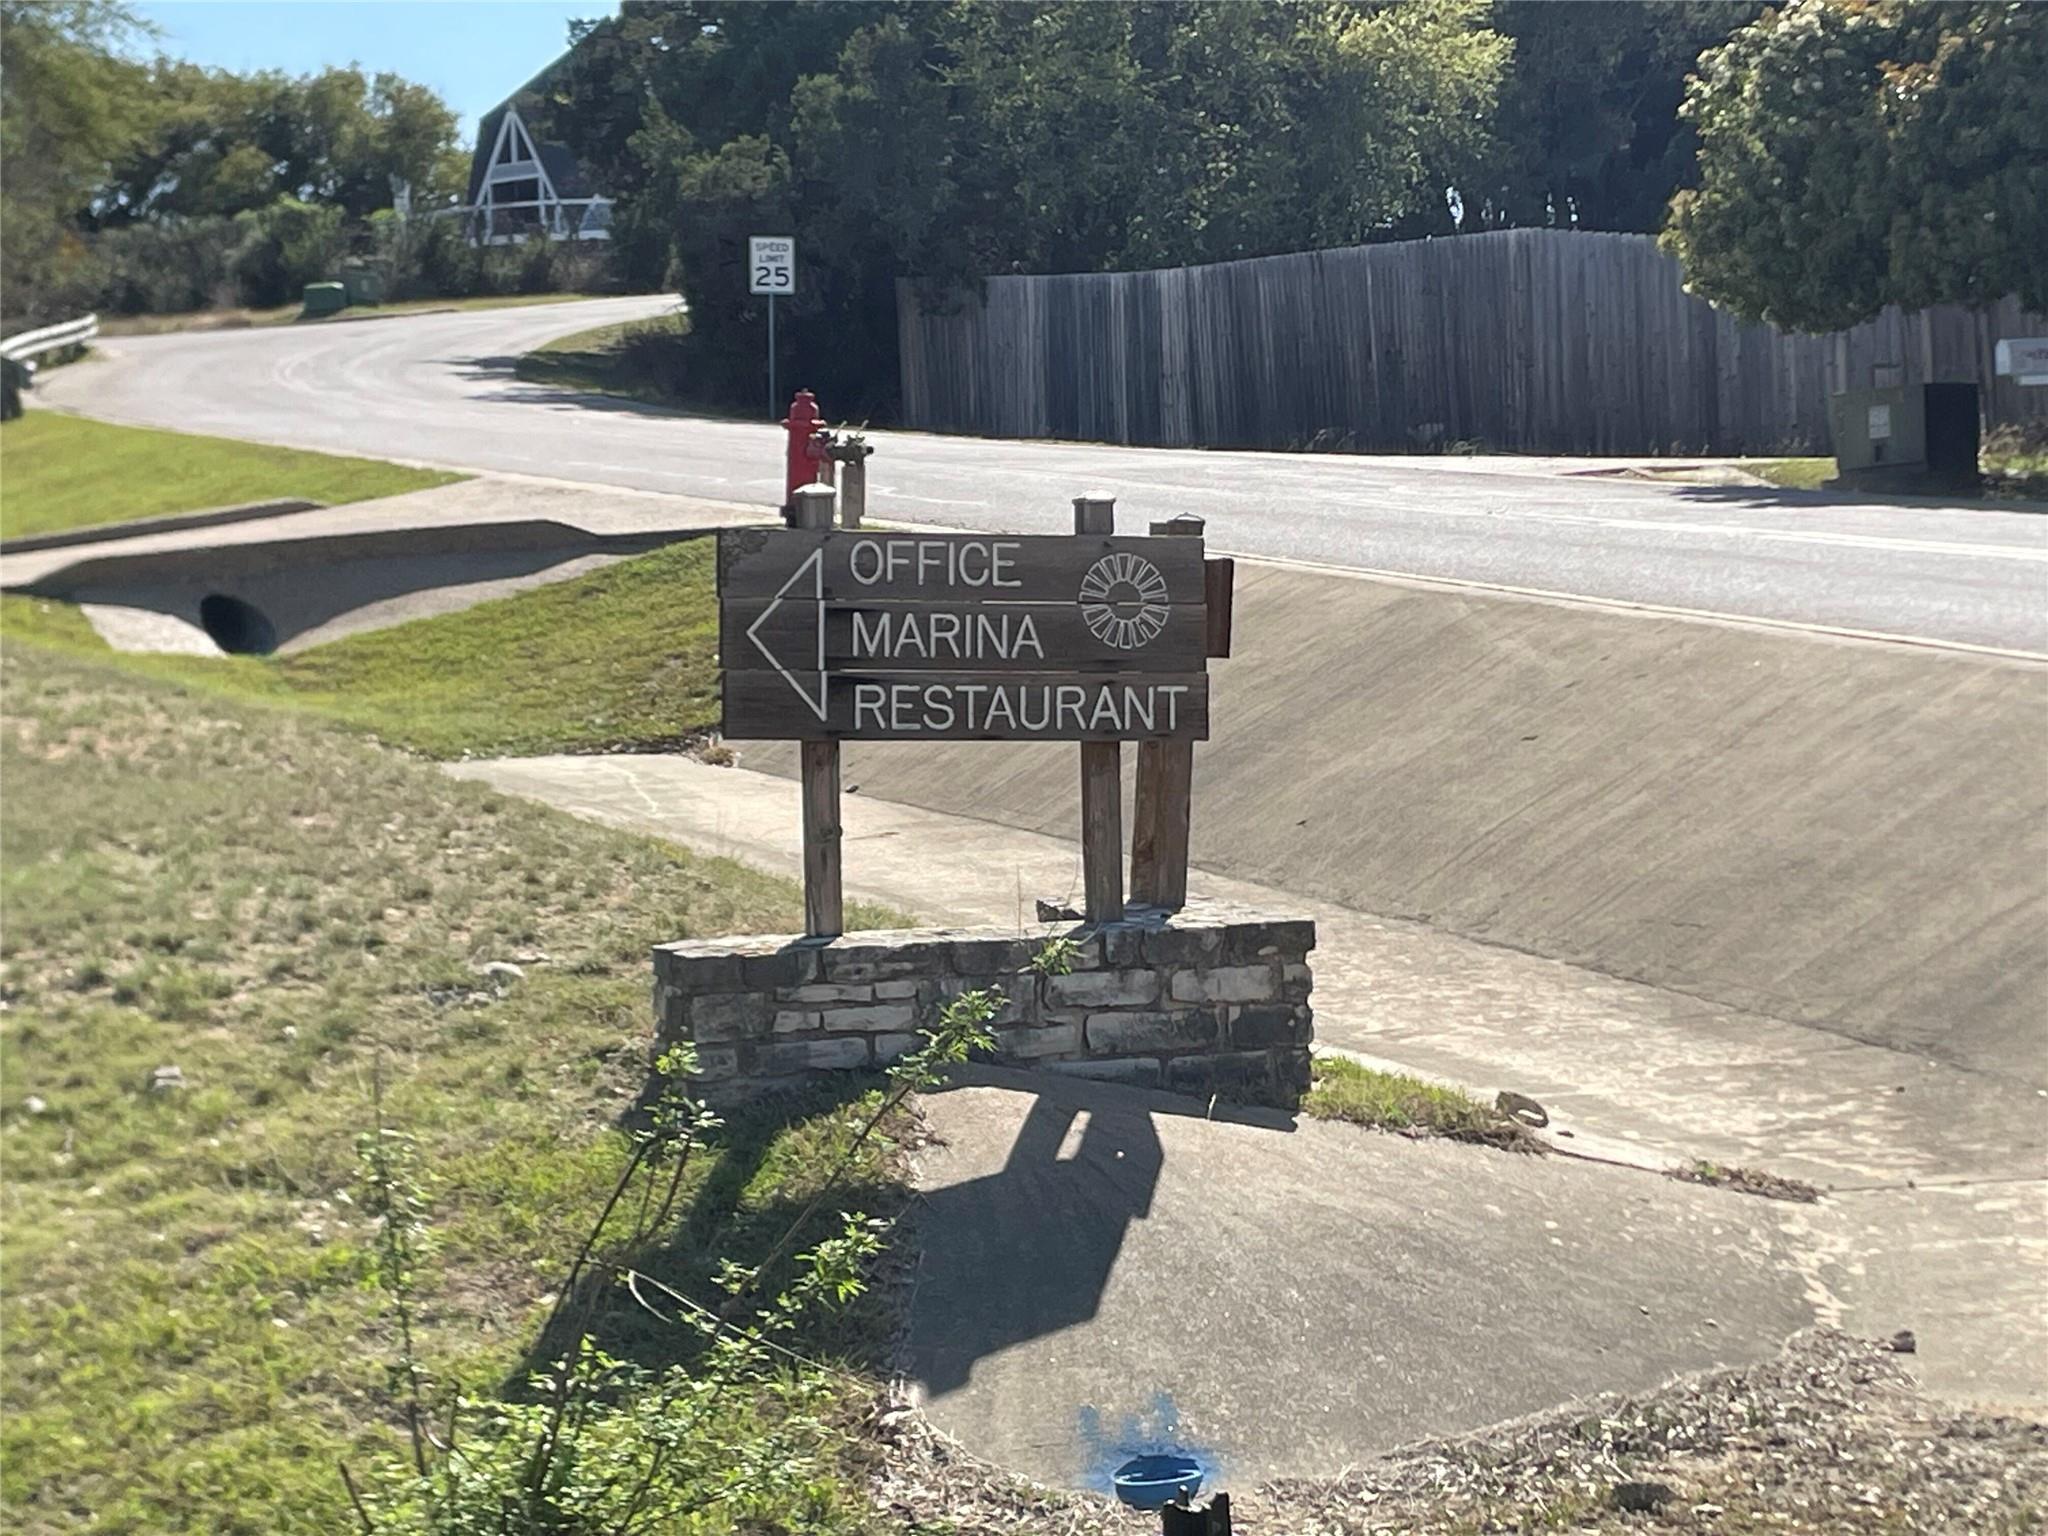 SPEED
LIMIT
25
OFFICE
MARINA
RESTAURANT